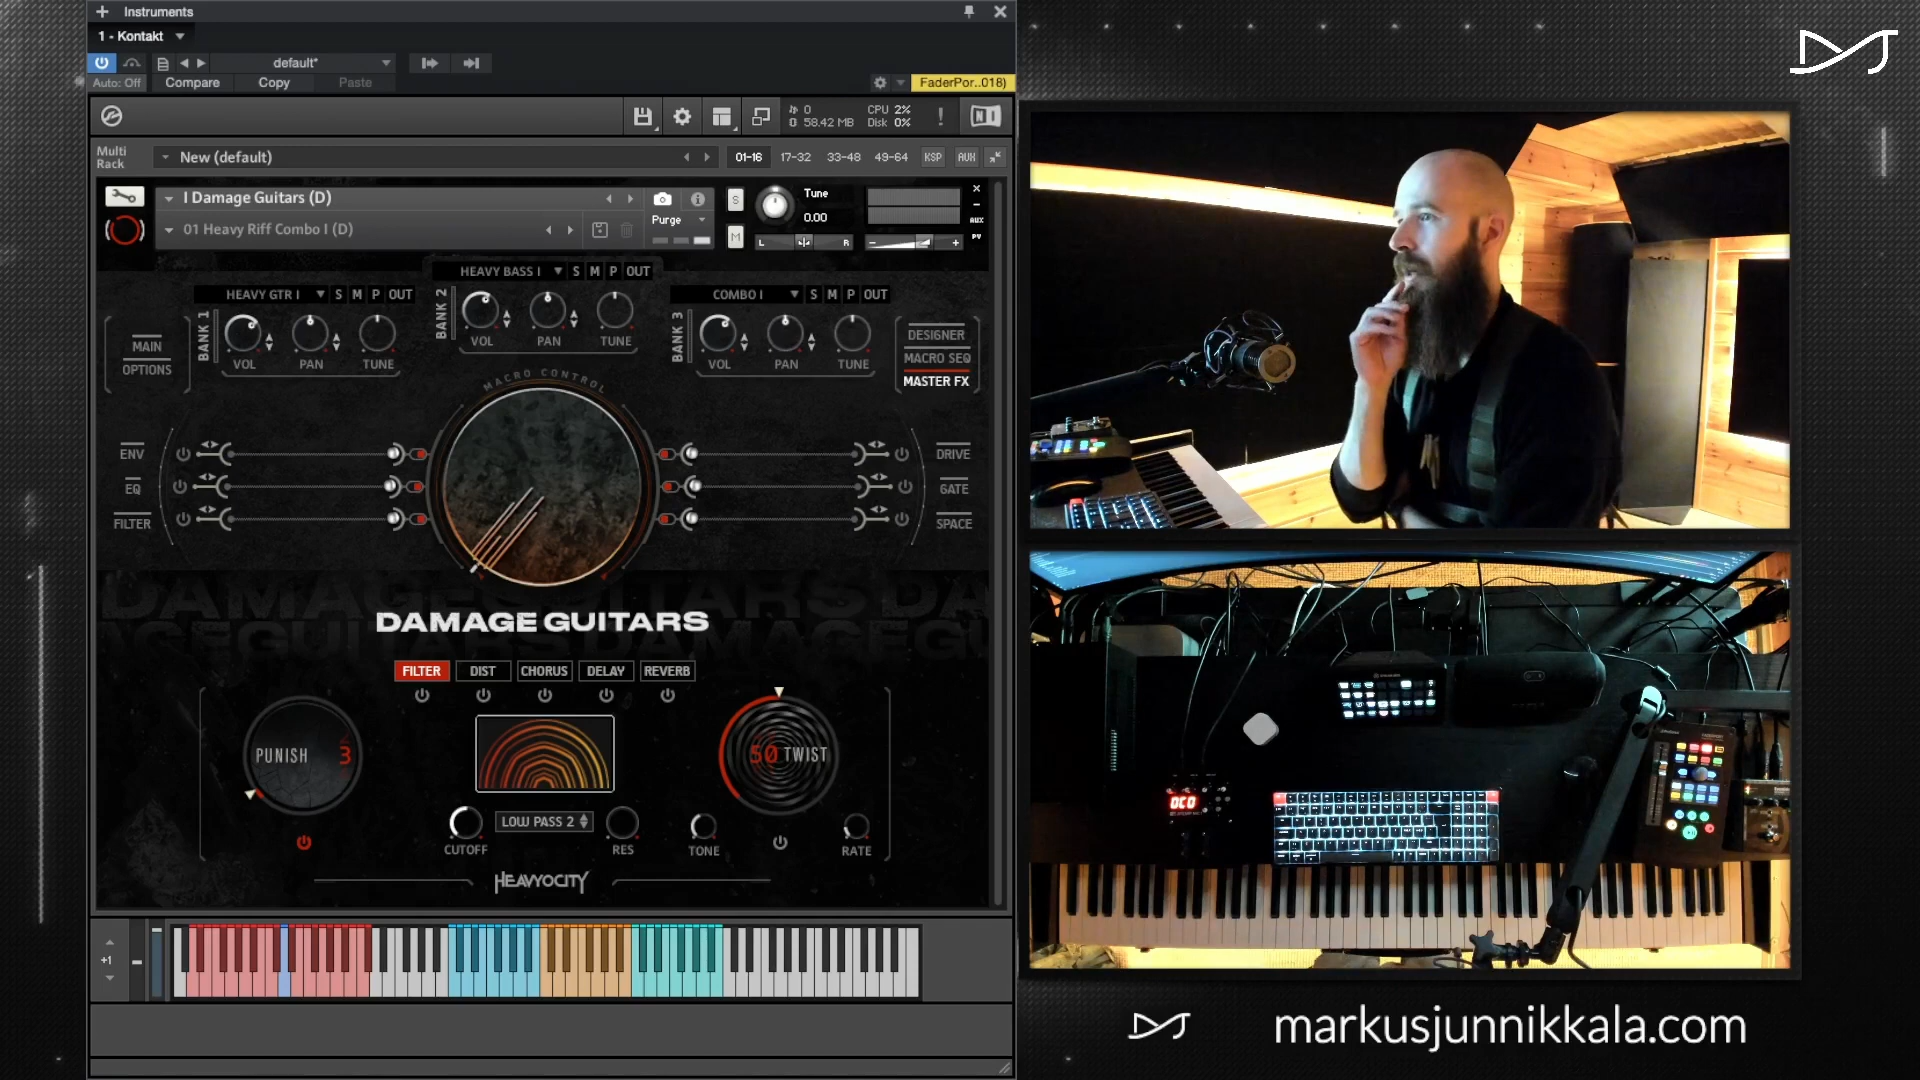 Instruments
1 - Kontakt
default*
Auto: Off
Compare
Copy
Paste
FaderPor..018)
0
58.42 MB
CPU 2%
Disk 0%
!
NI
Multi Rack
New (default)
01-16
17-32
33-48
49-64
KSP
AUX
I Damage Guitars (D)
01 Heavy Riff Combo I (D)
Purge
S
M
Tune
0.00
L
R
AUX
PV
HEAVY BASS I
S M P OUT
BANK 2
VOL
PAN
TUNE
HEAVY GTR I
S M P OUT
BANK 1
VOL
PAN
TUNE
COMBO I
S M P OUT
BANK 3
VOL
PAN
TUNE
MAIN
OPTIONS
DESIGNER
MACRO SEQ
MASTER FX
MACRO CONTROL
ENV
EQ
FILTER
DRIVE
GATE
SPACE
DAMAGE GUITARS
FILTER
DIST
CHORUS
DELAY
REVERB
PUNISH 3
50 TWIST
CUTOFF
LOW PASS 2
RES
TONE
RATE
HEAVYOCITY
+1
markusjunnikkala.com